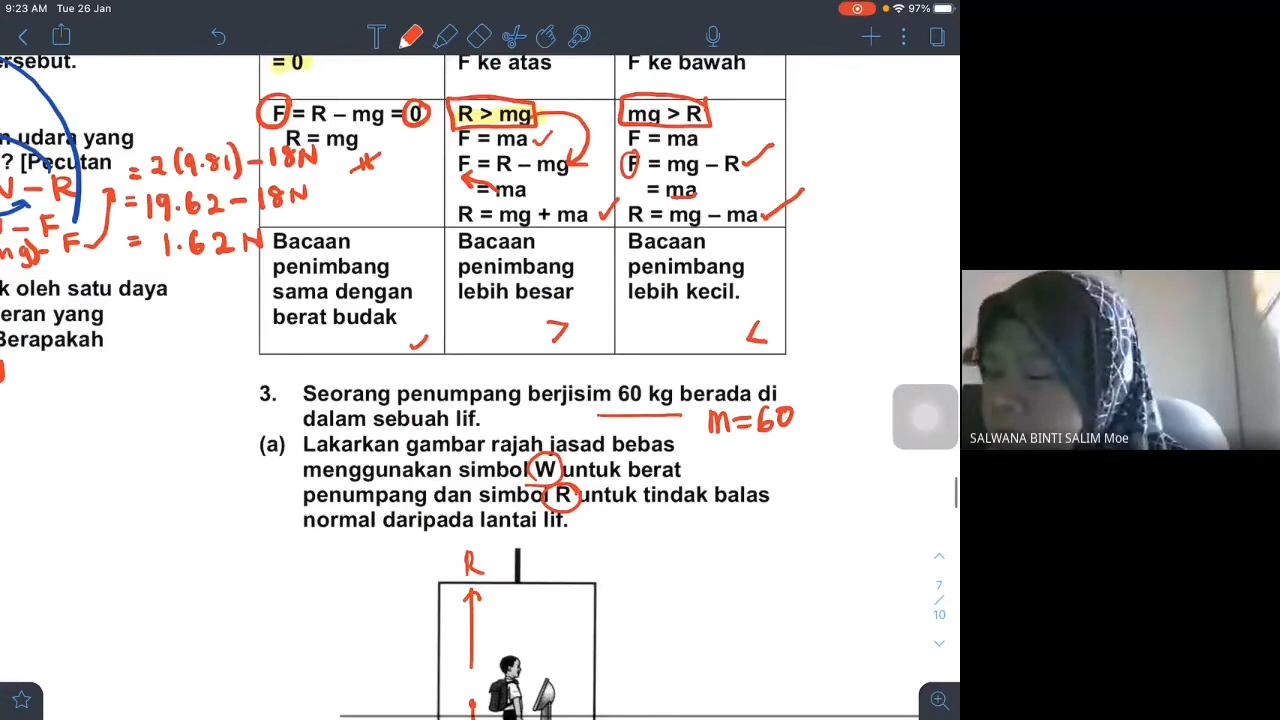 9:23 AM Tue 26 Jan
97%
ersebut.
n udara yang
? [Pecutan
- R
- F
F
= 2(9.81) - 18N
= 19.62 - 18N
= 1.62N
k oleh satu daya
eran yang
Berapakah
= 0
F ke atas
F ke bawah
F = R – mg = 0
R = mg
R > mg
F = ma
F = R – mg
= ma
R = mg + ma
mg > R
F = ma
F = mg – R
= ma
R = mg – ma
Bacaan
penimbang
sama dengan
berat budak
Bacaan
penimbang
lebih besar
>
Bacaan
penimbang
lebih kecil.
<
3. Seorang penumpang berjisim 60 kg berada di
dalam sebuah lif.
m=60
(a) Lakarkan gambar rajah jasad bebas
menggunakan simbol W untuk berat
penumpang dan simbol R untuk tindak balas
normal daripada lantai lif.
R
7
/
10
SALWANA BINTI SALIM Moe